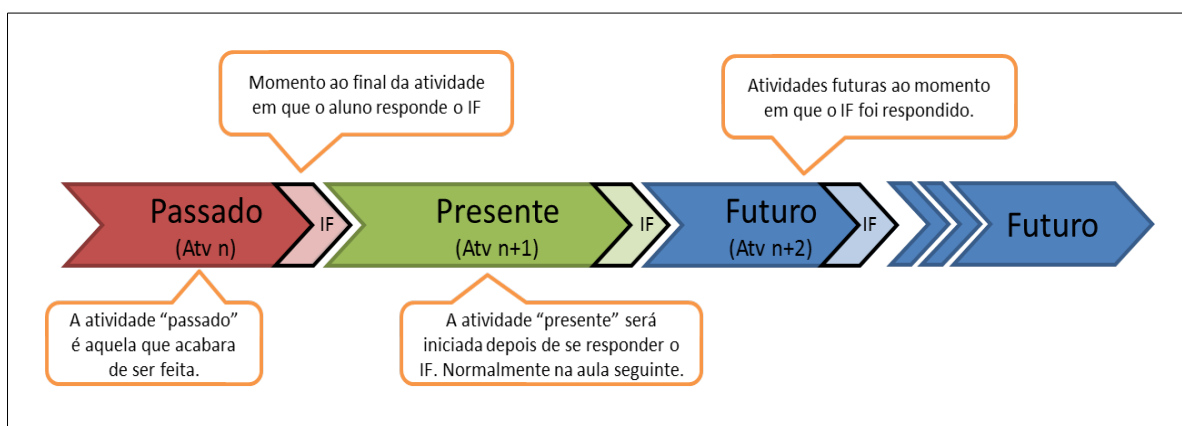 Momento ao final da atividade
em que o aluno responde o IF
Atividades futuras ao momento
em que o IF foi respondido.
Passado
(Atv n)
IF
Presente
(Atv n+1)
IF
Futuro
(Atv n+2)
IF
Futuro
A atividade “passado”
é aquela que acabara
de ser feita.
A atividade “presente” será
iniciada depois de se responder o
IF. Normalmente na aula seguinte.